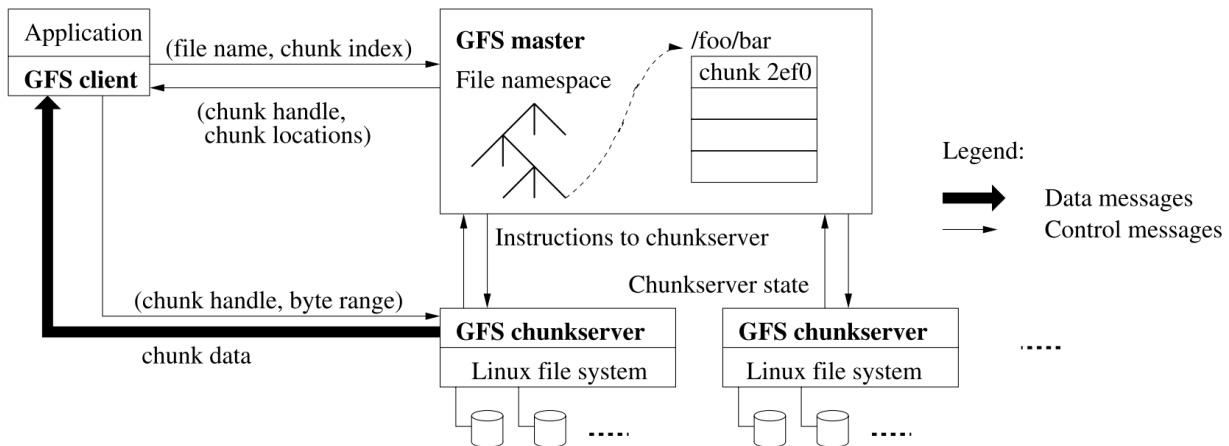 Application
GFS client
(file name, chunk index)
(chunk handle,
chunk locations)
GFS master
File namespace
/foo/bar
chunk 2ef0
Legend:
Data messages
Control messages
Instructions to chunkserver
Chunkserver state
(chunk handle, byte range)
chunk data
GFS chunkserver
Linux file system
GFS chunkserver
Linux file system